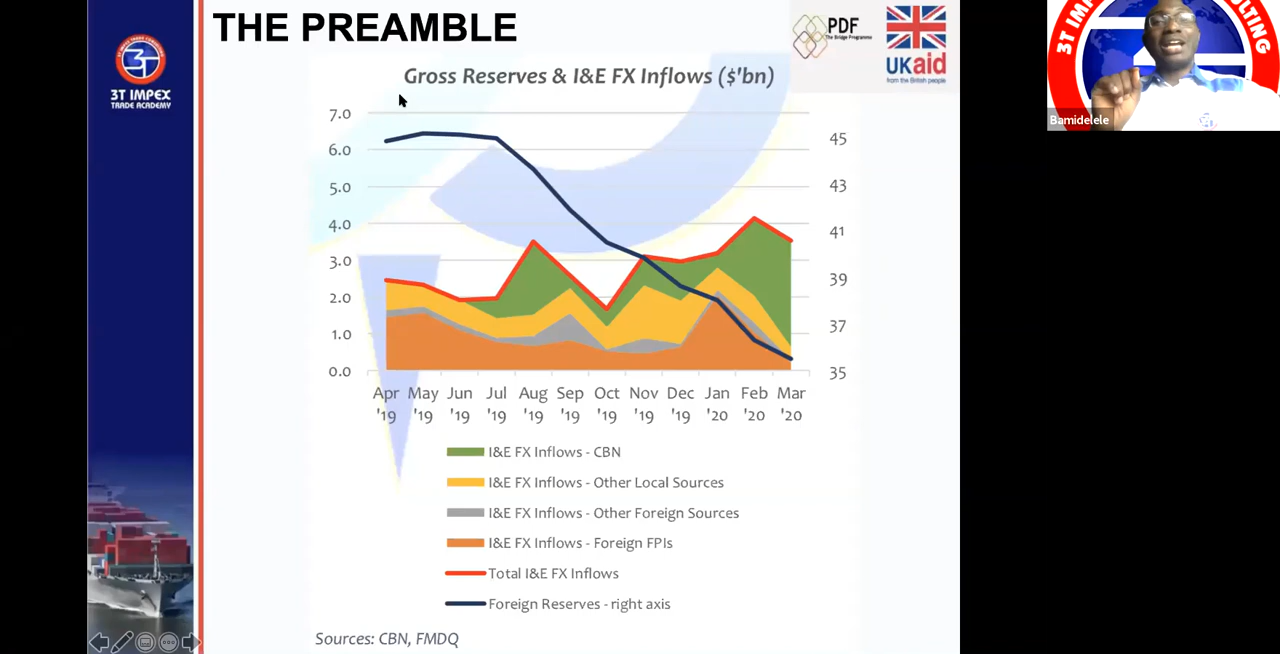 THE PREAMBLE
3T IMPEX
TRADE ACADEMY
PDF
The Bridge Programme
UKaid
from the British people
Bamidelele
Gross Reserves & I&E FX Inflows ($'bn)
7.0
6.0
5.0
4.0
3.0
2.0
1.0
0.0
45
43
41
39
37
35
Apr May Jun Jul Aug Sep Oct Nov Dec Jan Feb Mar
'19 '19 '19 '19 '19 '19 '19 '19 '19 '20 '20 '20
I&E FX Inflows - CBN
I&E FX Inflows - Other Local Sources
I&E FX Inflows - Other Foreign Sources
I&E FX Inflows - Foreign FPIs
Total I&E FX Inflows
Foreign Reserves - right axis
Sources: CBN, FMDQ